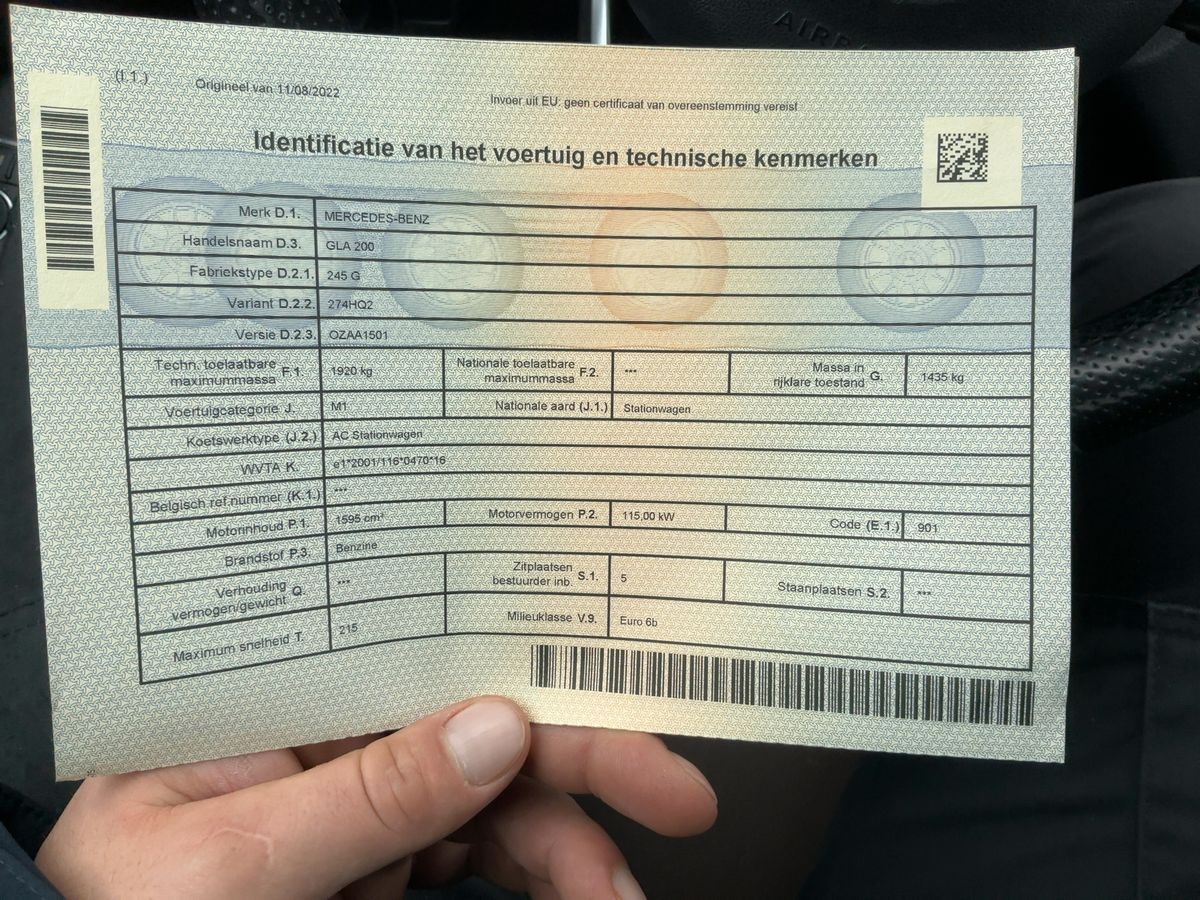 AIRB
(I.1.)
Origineel van 11/08/2022
Invoer uit EU, geen certificaat van overeenstemming vereist
Identificatie van het voertuig en technische kenmerken
Merk D.1. MERCEDES-BENZ
Handelsnaam D.3. GLA 200
Fabriekstype D.2.1. 245 G
Variant D.2.2. 274HQ2
Versie D.2.3. OZAA1501
Techn. toelaatbare maximummassa F.1. 1920 kg Nationale toelaatbare maximummassa F.2. *** Massa in rijklare toestand G. 1435 kg
Voertuigcategorie J. M1 Nationale aard (J.1.) Stationwagen
Koetswerktype (J.2.) AC Stationwagen
WVTA K. e1*2001/116*0470*16
Belgisch ref.nummer (K.1.) ***
Motorinhoud P.1. 1595 cm³ Motorvermogen P.2. 115,00 kW Code (E.1.) 901
Brandstof P.3. Benzine
Verhouding vermogen/gewicht Q. *** Zitplaatsen bestuurder inb. S.1. 5 Staanplaatsen S.2. ***
Maximum snelheid T. 215 Milieuklasse V.9. Euro 6b